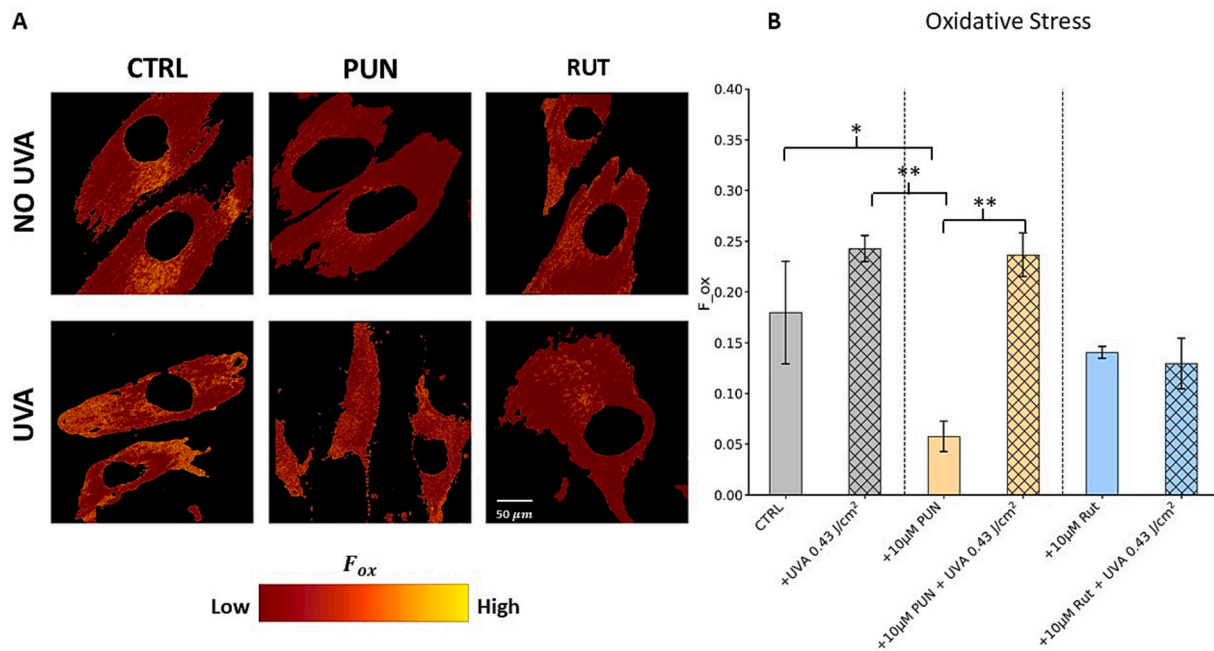 A
CTRL
PUN
RUT
NO UVA
UVA
50 μm
F_ox
Low
High
B
Oxidative Stress
F_ox
0.40
0.35
0.30
0.25
0.20
0.15
0.10
0.05
0.00
*
**
**
CTRL
+UVA 0.43 J/cm²
+10μM PUN
+10μM PUN + UVA 0.43 J/cm²
+10μM Rut
+10μM Rut + UVA 0.43 J/cm²